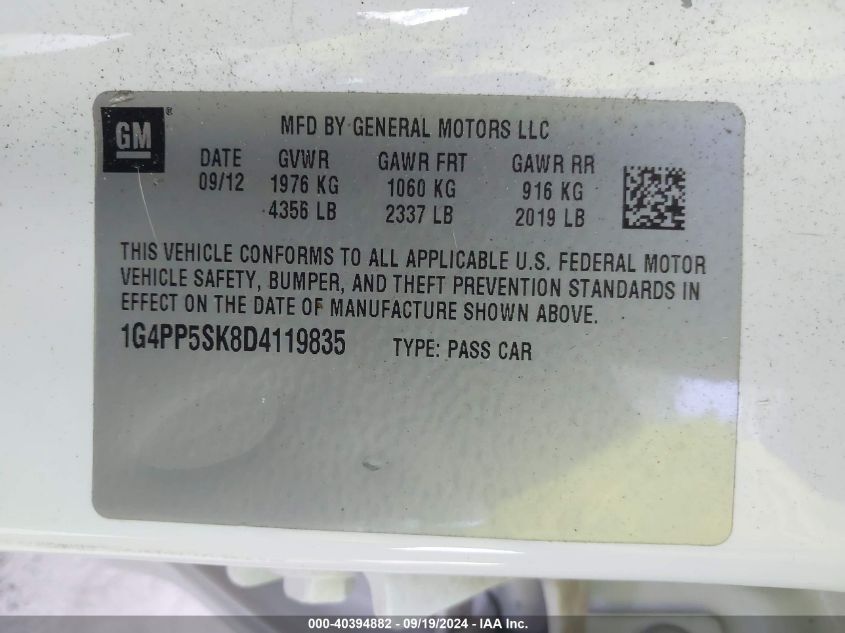 GM ®
MFD BY GENERAL MOTORS LLC
DATE GVWR GAWR FRT GAWR RR
09/12 1976 KG 1060 KG 916 KG
4356 LB 2337 LB 2019 LB
THIS VEHICLE CONFORMS TO ALL APPLICABLE U.S. FEDERAL MOTOR
VEHICLE SAFETY, BUMPER, AND THEFT PREVENTION STANDARDS IN
EFFECT ON THE DATE OF MANUFACTURE SHOWN ABOVE.
1G4PP5SK8D4119835 TYPE: PASS CAR
000-40394882 - 09/19/2024 - IAA Inc.